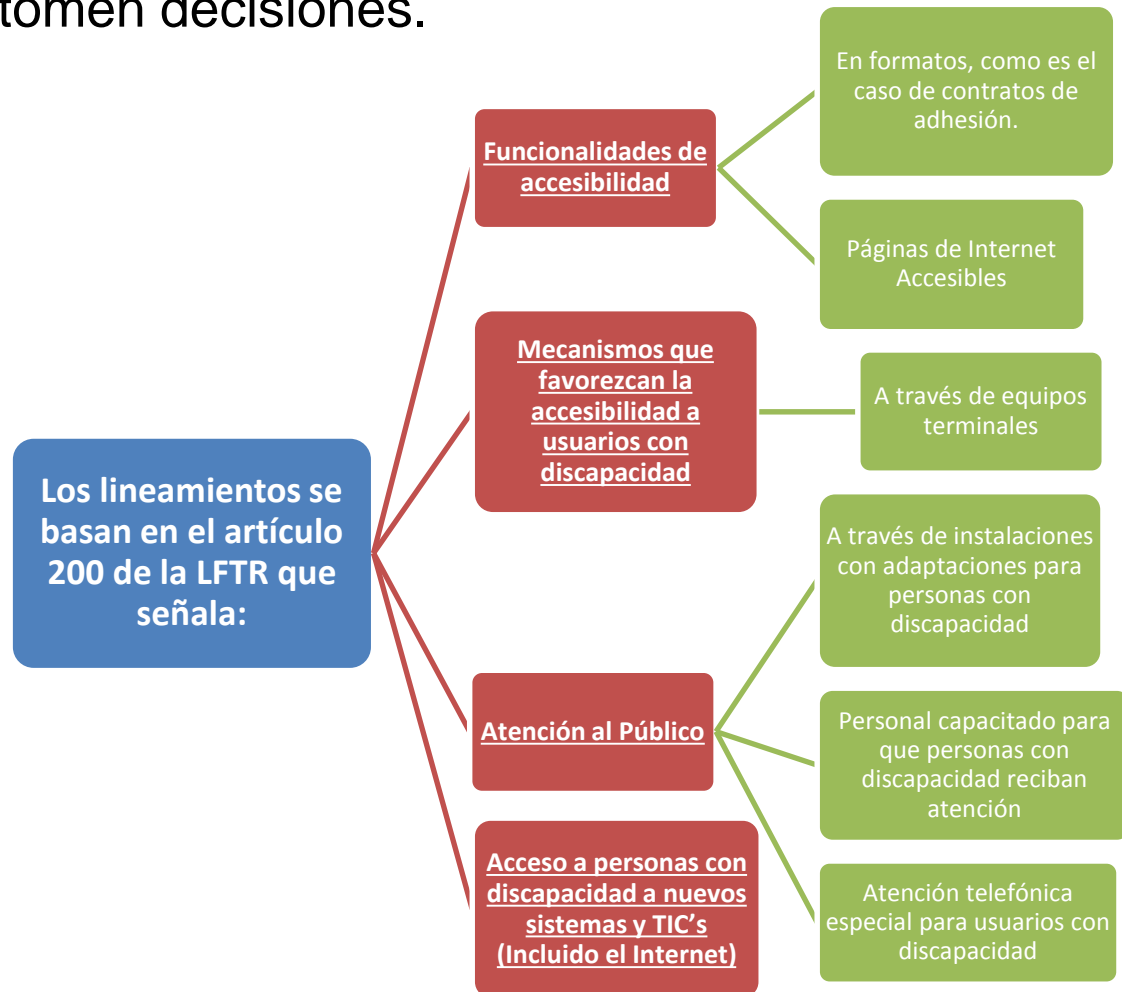 tomen decisiones.
Los lineamientos se
basan en el artículo
200 de la LFTR que
señala:
Funcionalidades de
accesibilidad
En formatos, como es el
caso de contratos de
adhesión.
Páginas de Internet
Accesibles
Mecanismos que
favorezcan la
accesibilidad a
usuarios con
discapacidad
A través de equipos
terminales
Atención al Público
A través de instalaciones
con adaptaciones para
personas con
discapacidad
Personal capacitado para
que personas con
discapacidad reciban
atención
Atención telefónica
especial para usuarios con
discapacidad
Acceso a personas con
discapacidad a nuevos
sistemas y TIC’s
(Incluido el Internet)